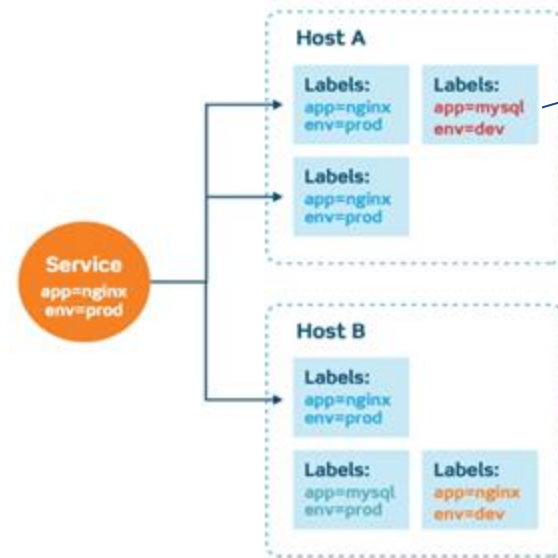 Host A
Labels:
app=nginx
env=prod
Labels:
app=mysql
env=dev
Labels:
app=nginx
env=prod
Service
app=nginx
env=prod
Host B
Labels:
app=nginx
env=prod
Labels:
app=mysql
env=prod
Labels:
app=nginx
env=dev